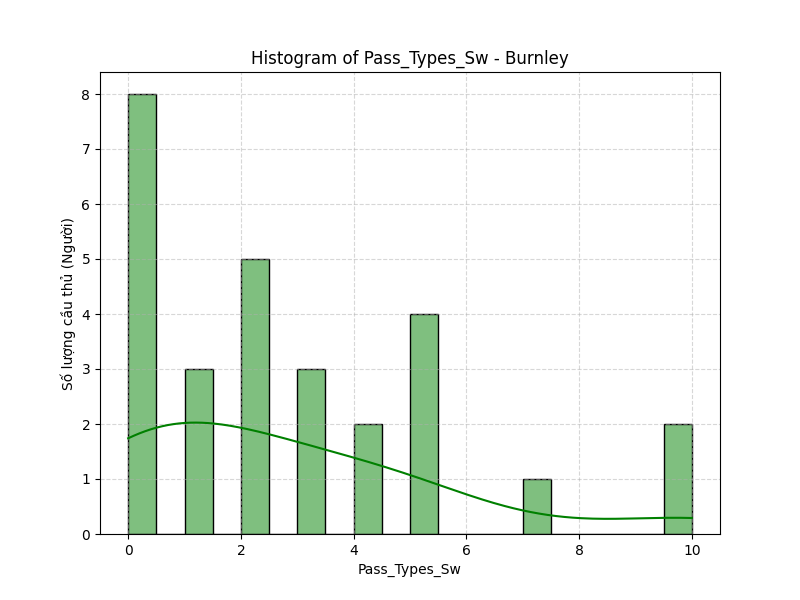 Histogram of Pass_Types_Sw - Burnley
Số lượng cầu thủ (Người)
8
7
6
5
4
3
2
1
0
0 2 4 6 8 10
Pass_Types_Sw